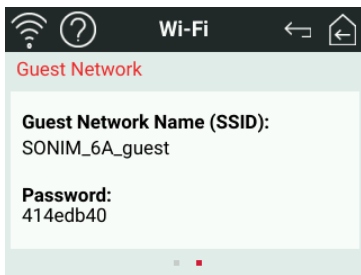 Wi-Fi
Guest Network
Guest Network Name (SSID):
SONIM_6A_guest
Password:
414edb40